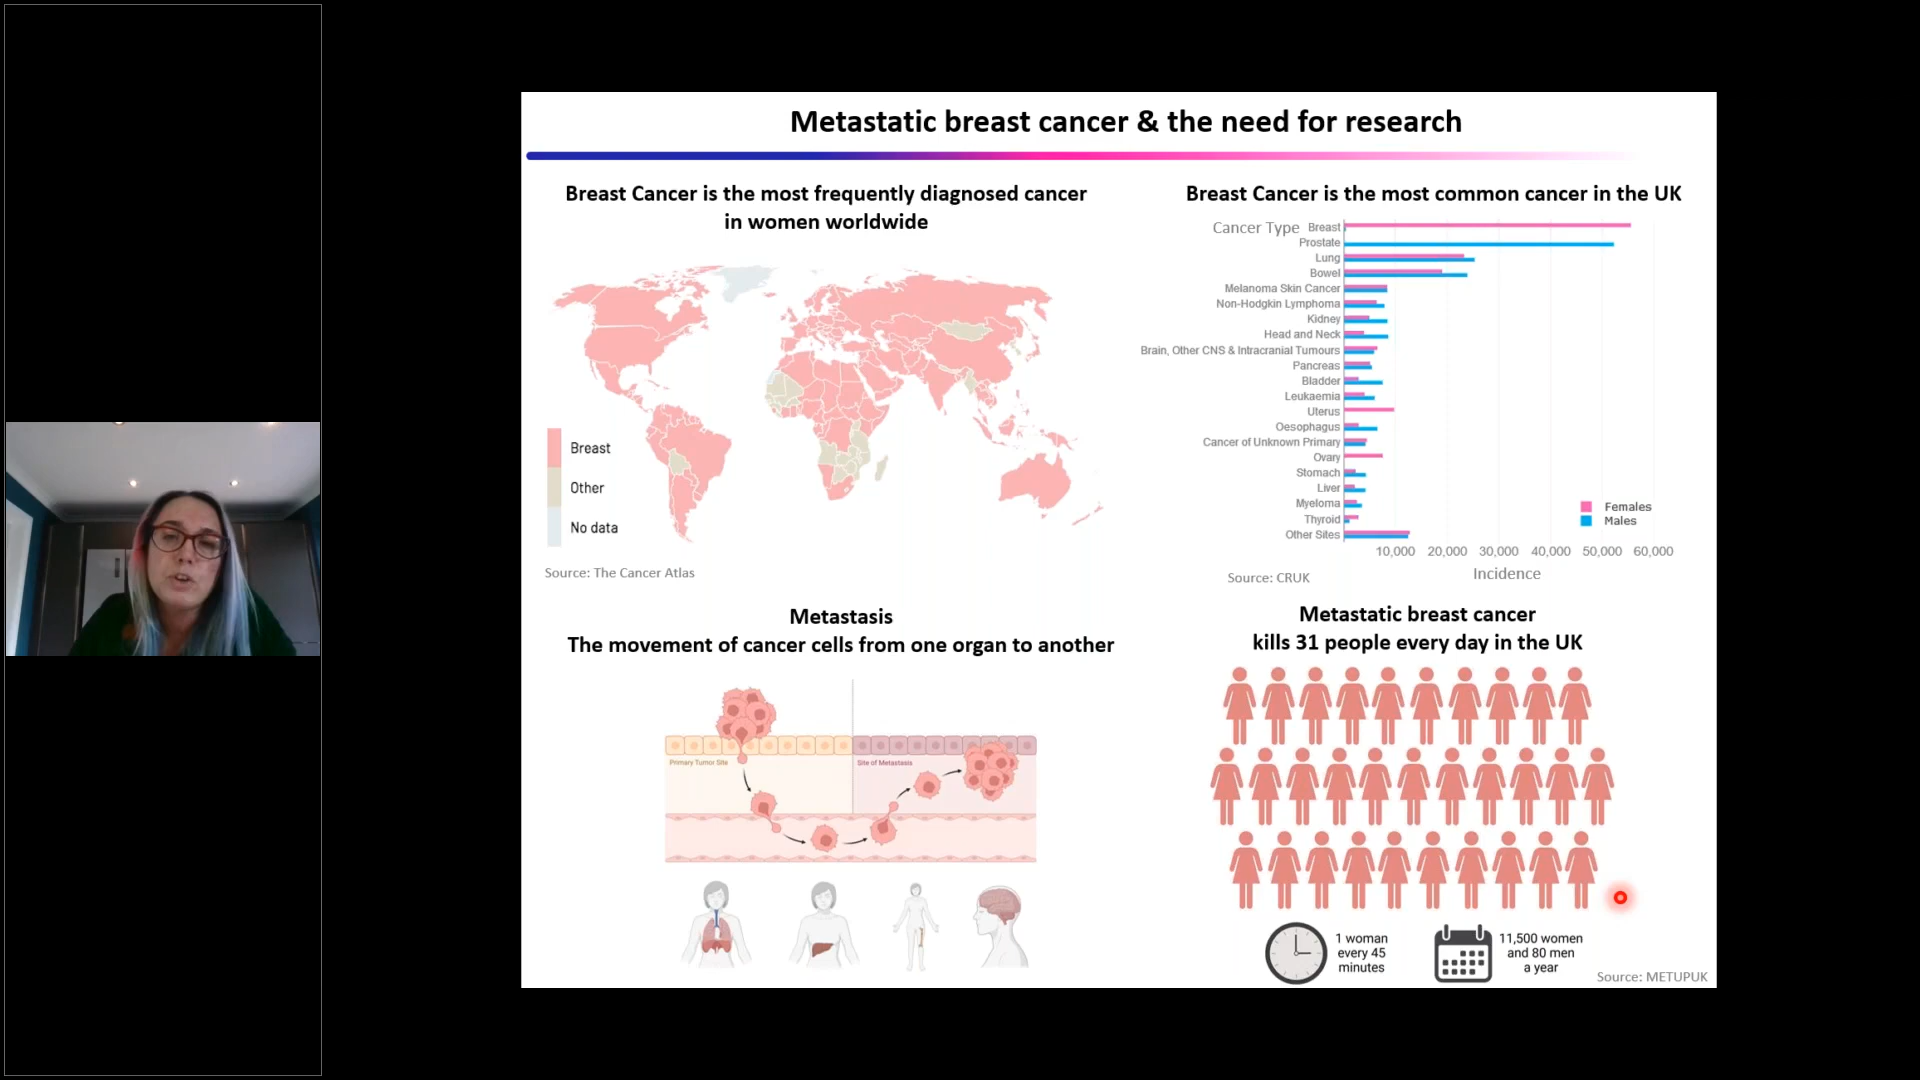 Metastatic breast cancer & the need for research
Breast Cancer is the most frequently diagnosed cancer
in women worldwide
Breast
Other
No data
Source: The Cancer Atlas
Breast Cancer is the most common cancer in the UK
Cancer Type
Breast
Prostate
Lung
Bowel
Melanoma Skin Cancer
Non-Hodgkin Lymphoma
Kidney
Head and Neck
Brain, Other CNS & Intracranial Tumours
Pancreas
Bladder
Leukaemia
Uterus
Oesophagus
Cancer of Unknown Primary
Ovary
Stomach
Liver
Myeloma
Thyroid
Other Sites
Females
Males
10,000 20,000 30,000 40,000 50,000 60,000
Incidence
Source: CRUK
Metastasis
The movement of cancer cells from one organ to another
Primary Tumor Site
Site of Metastasis
Metastatic breast cancer
kills 31 people every day in the UK
1 woman
every 45
minutes
11,500 women
and 80 men
a year
Source: METUPUK